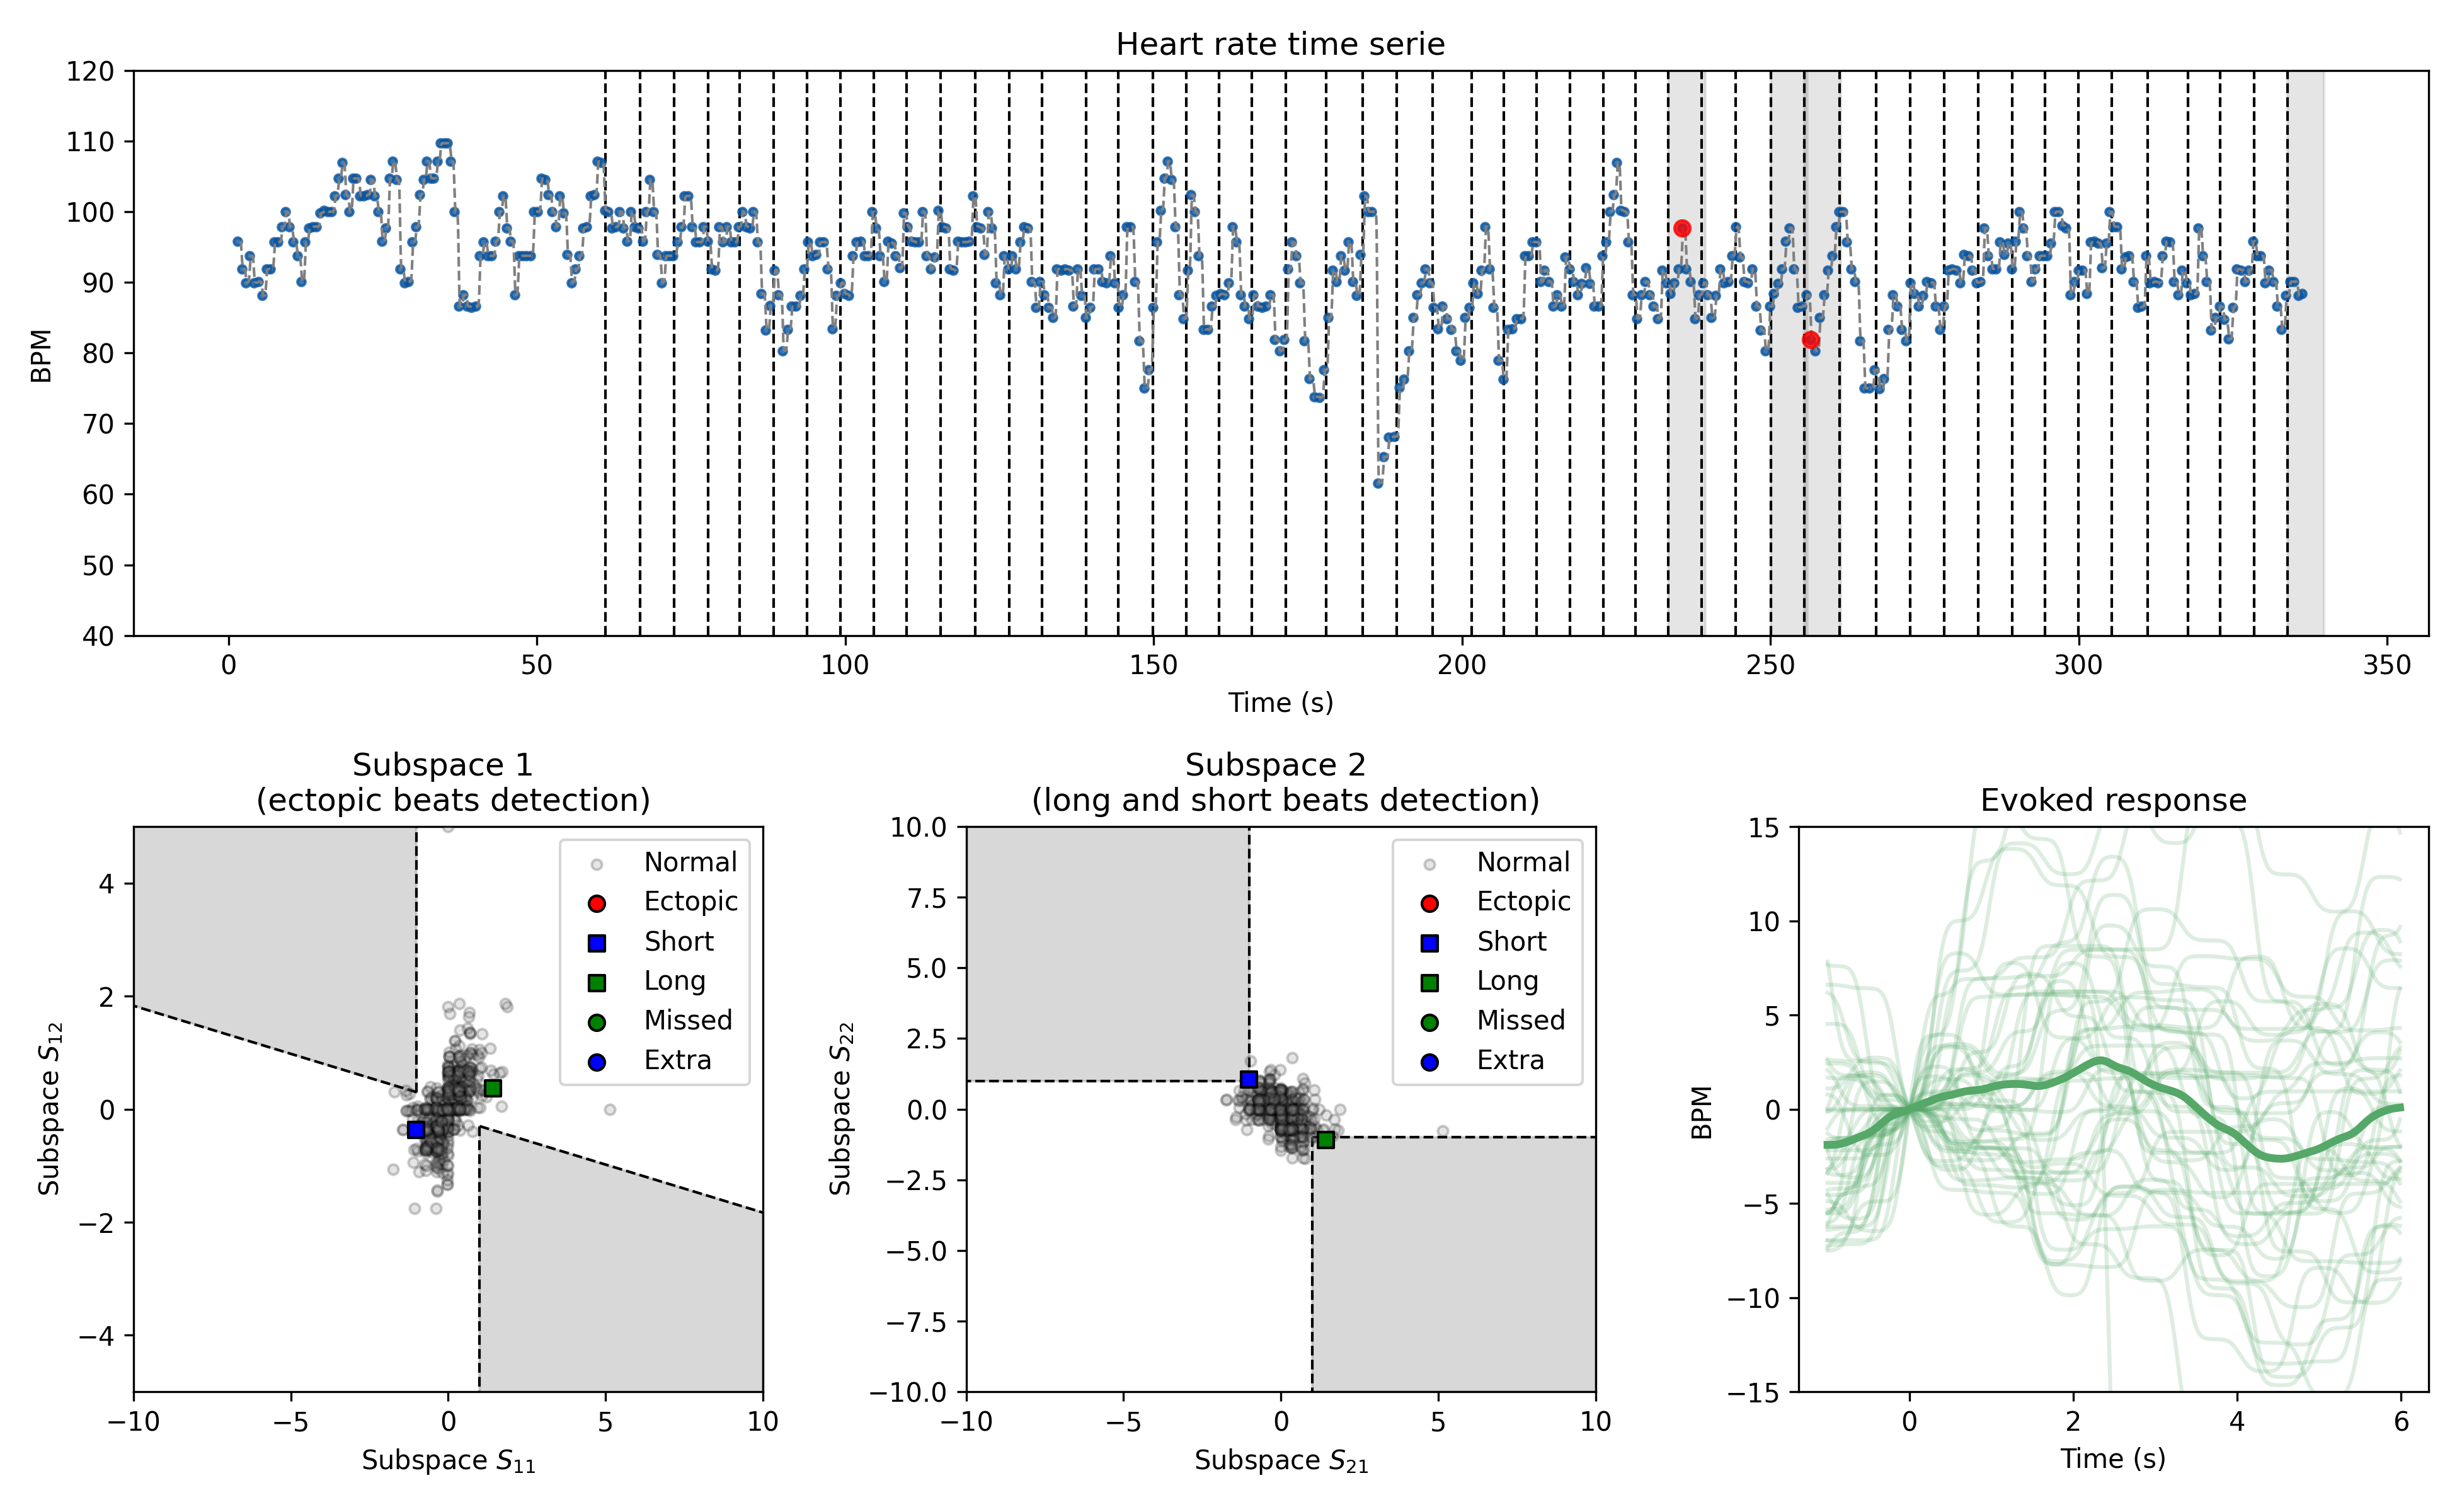 Heart rate time serie
120
110
100
90
80
70
60
50
40
BPM
0 50 100 150 200 250 300 350
Time (s)
Subspace 1
(ectopic beats detection)
4
2
0
−2
−4
Subspace S12
Normal
Ectopic
Short
Long
Missed
Extra
−10 −5 0 5 10
Subspace S11
Subspace 2
(long and short beats detection)
10.0
7.5
5.0
2.5
0.0
−2.5
−5.0
−7.5
−10.0
Subspace S22
Normal
Ectopic
Short
Long
Missed
Extra
−10 −5 0 5 10
Subspace S21
Evoked response
15
10
5
0
−5
−10
−15
BPM
0 2 4 6
Time (s)